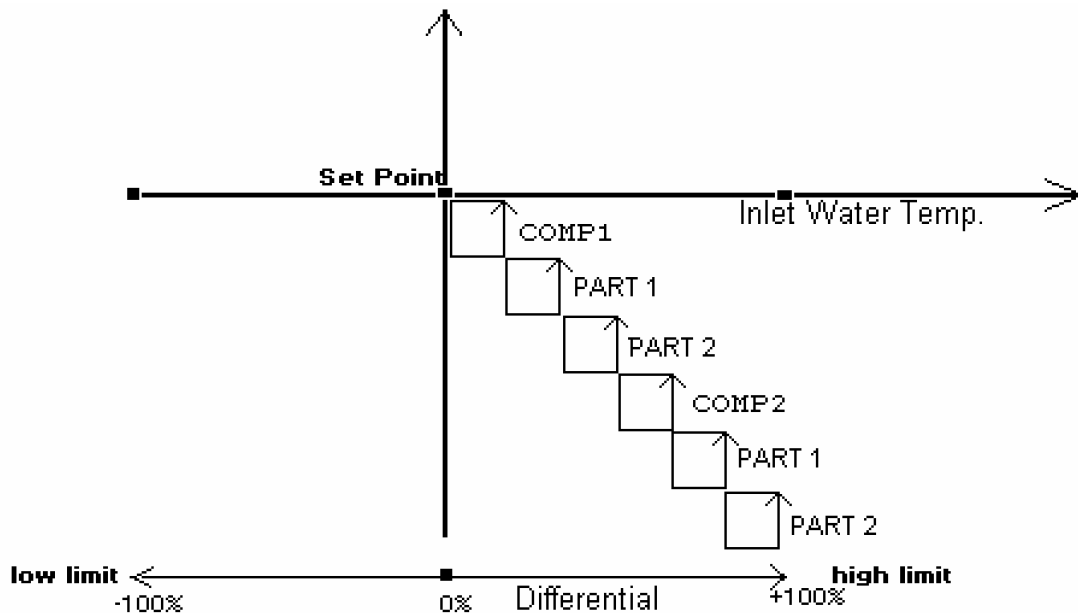 Set Point
Inlet Water Temp.
COMP1
PART 1
PART 2
COMP2
PART 1
PART 2
low limit
high limit
-100%
0%
Differential
+100%